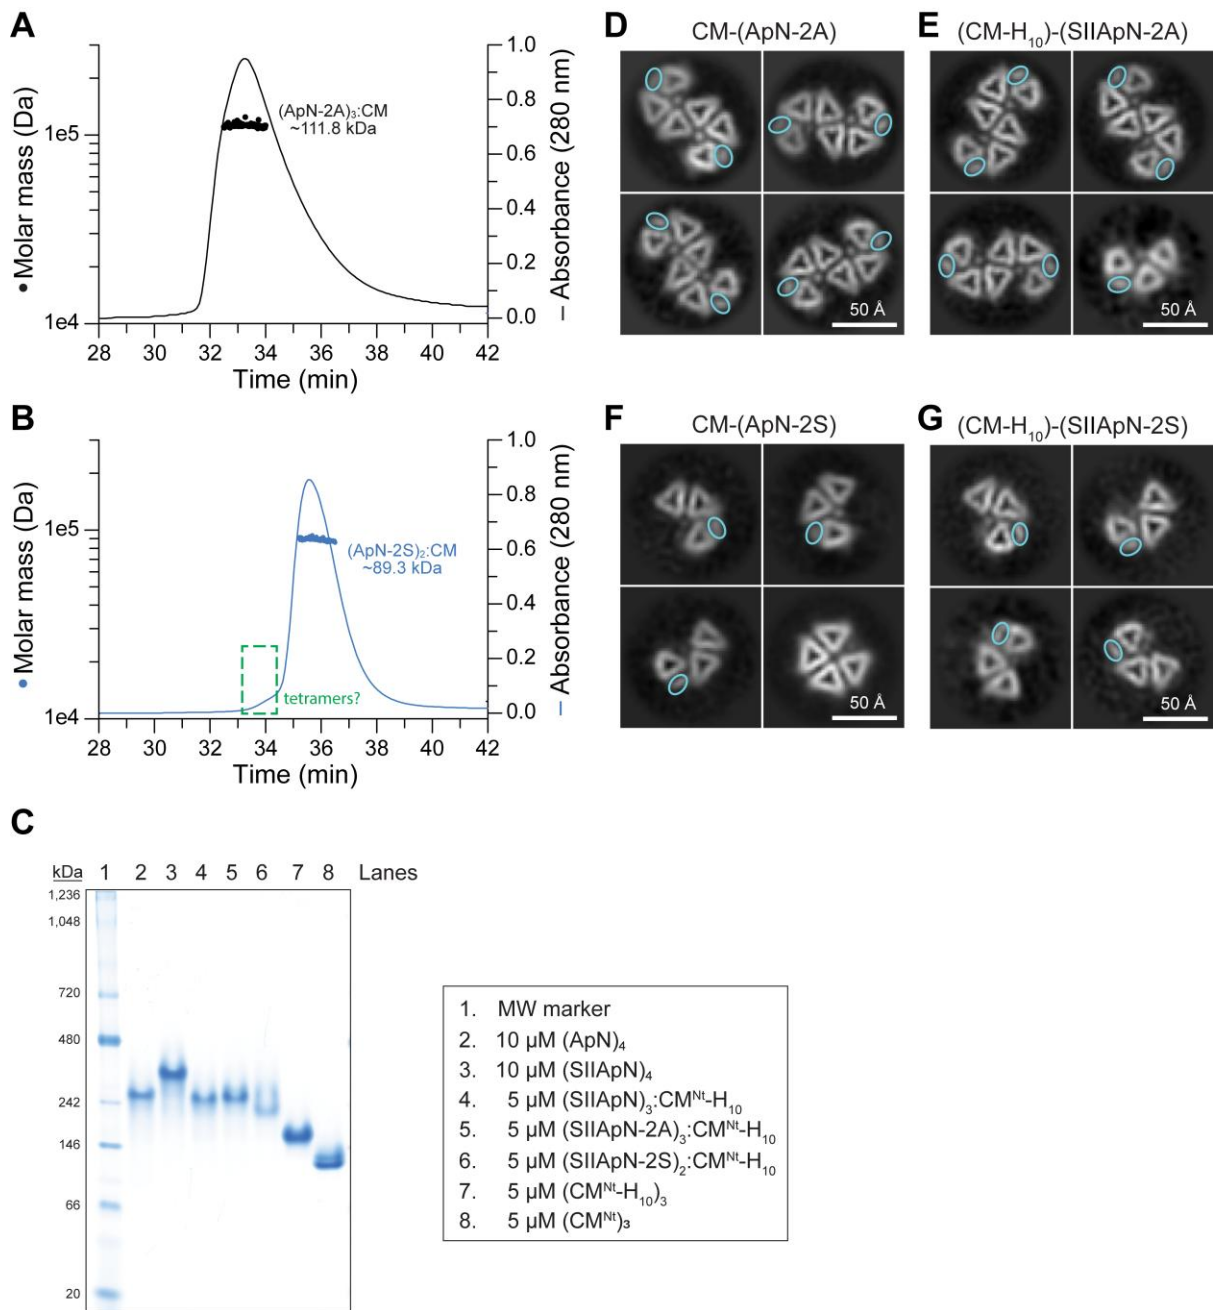 A
Molar mass (Da)
1e5
1e4
(ApN-2A)₃:CM
~111.8 kDa
1.0
0.8
0.6
0.4
0.2
0.0
Absorbance (280 nm)
28 30 32 34 36 38 40 42
Time (min)
D CM-(ApN-2A)
50 Å
E (CM-H₁₀)-(SIIApN-2A)
50 Å
B
Molar mass (Da)
1e5
1e4
(ApN-2S)₂:CM
~89.3 kDa
tetramers?
1.0
0.8
0.6
0.4
0.2
0.0
Absorbance (280 nm)
28 30 32 34 36 38 40 42
Time (min)
F CM-(ApN-2S)
50 Å
G (CM-H₁₀)-(SIIApN-2S)
50 Å
C
kDa 1 2 3 4 5 6 7 8 Lanes
1,236
1,048
720
480
242
146
66
20
1. MW marker
2. 10 µM (ApN)₄
3. 10 µM (SIIApN)₄
4. 5 µM (SIIApN)₃:CMᴺᵗ-H₁₀
5. 5 µM (SIIApN-2A)₃:CMᴺᵗ-H₁₀
6. 5 µM (SIIApN-2S)₂:CMᴺᵗ-H₁₀
7. 5 µM (CMᴺᵗ-H₁₀)₃
8. 5 µM (CMᴺᵗ)₃